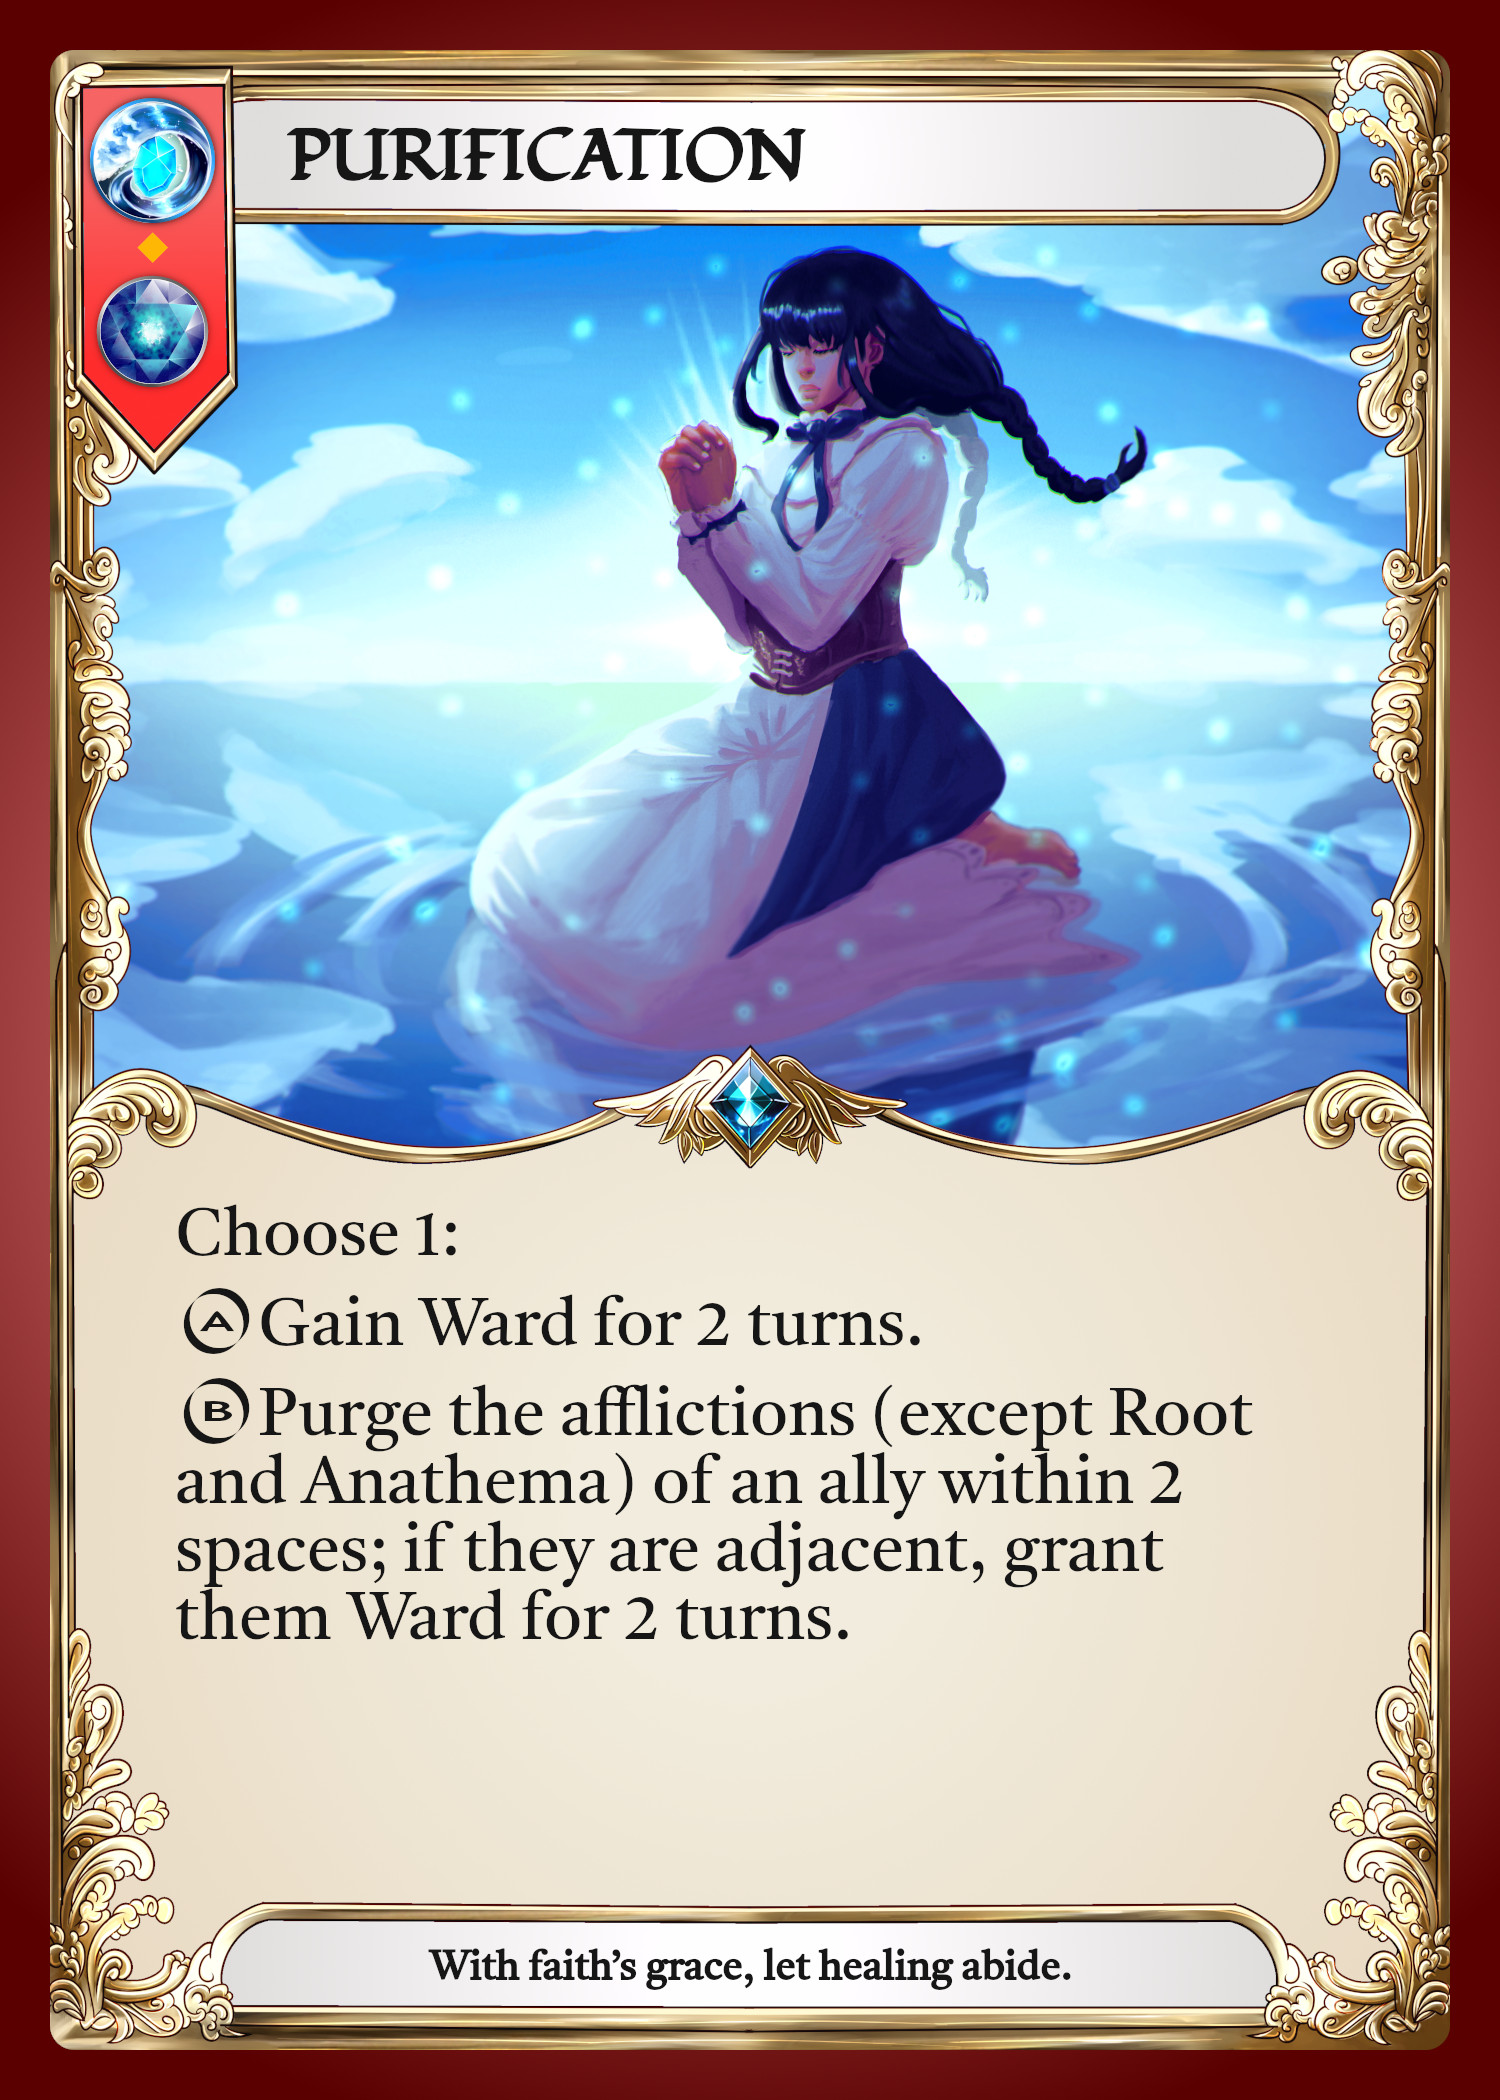 PURIFICATION
Choose 1:
A Gain Ward for 2 turns.
B Purge the afflictions (except Root
and Anathema) of an ally within 2
spaces; if they are adjacent, grant
them Ward for 2 turns.
With faith’s grace, let healing abide.